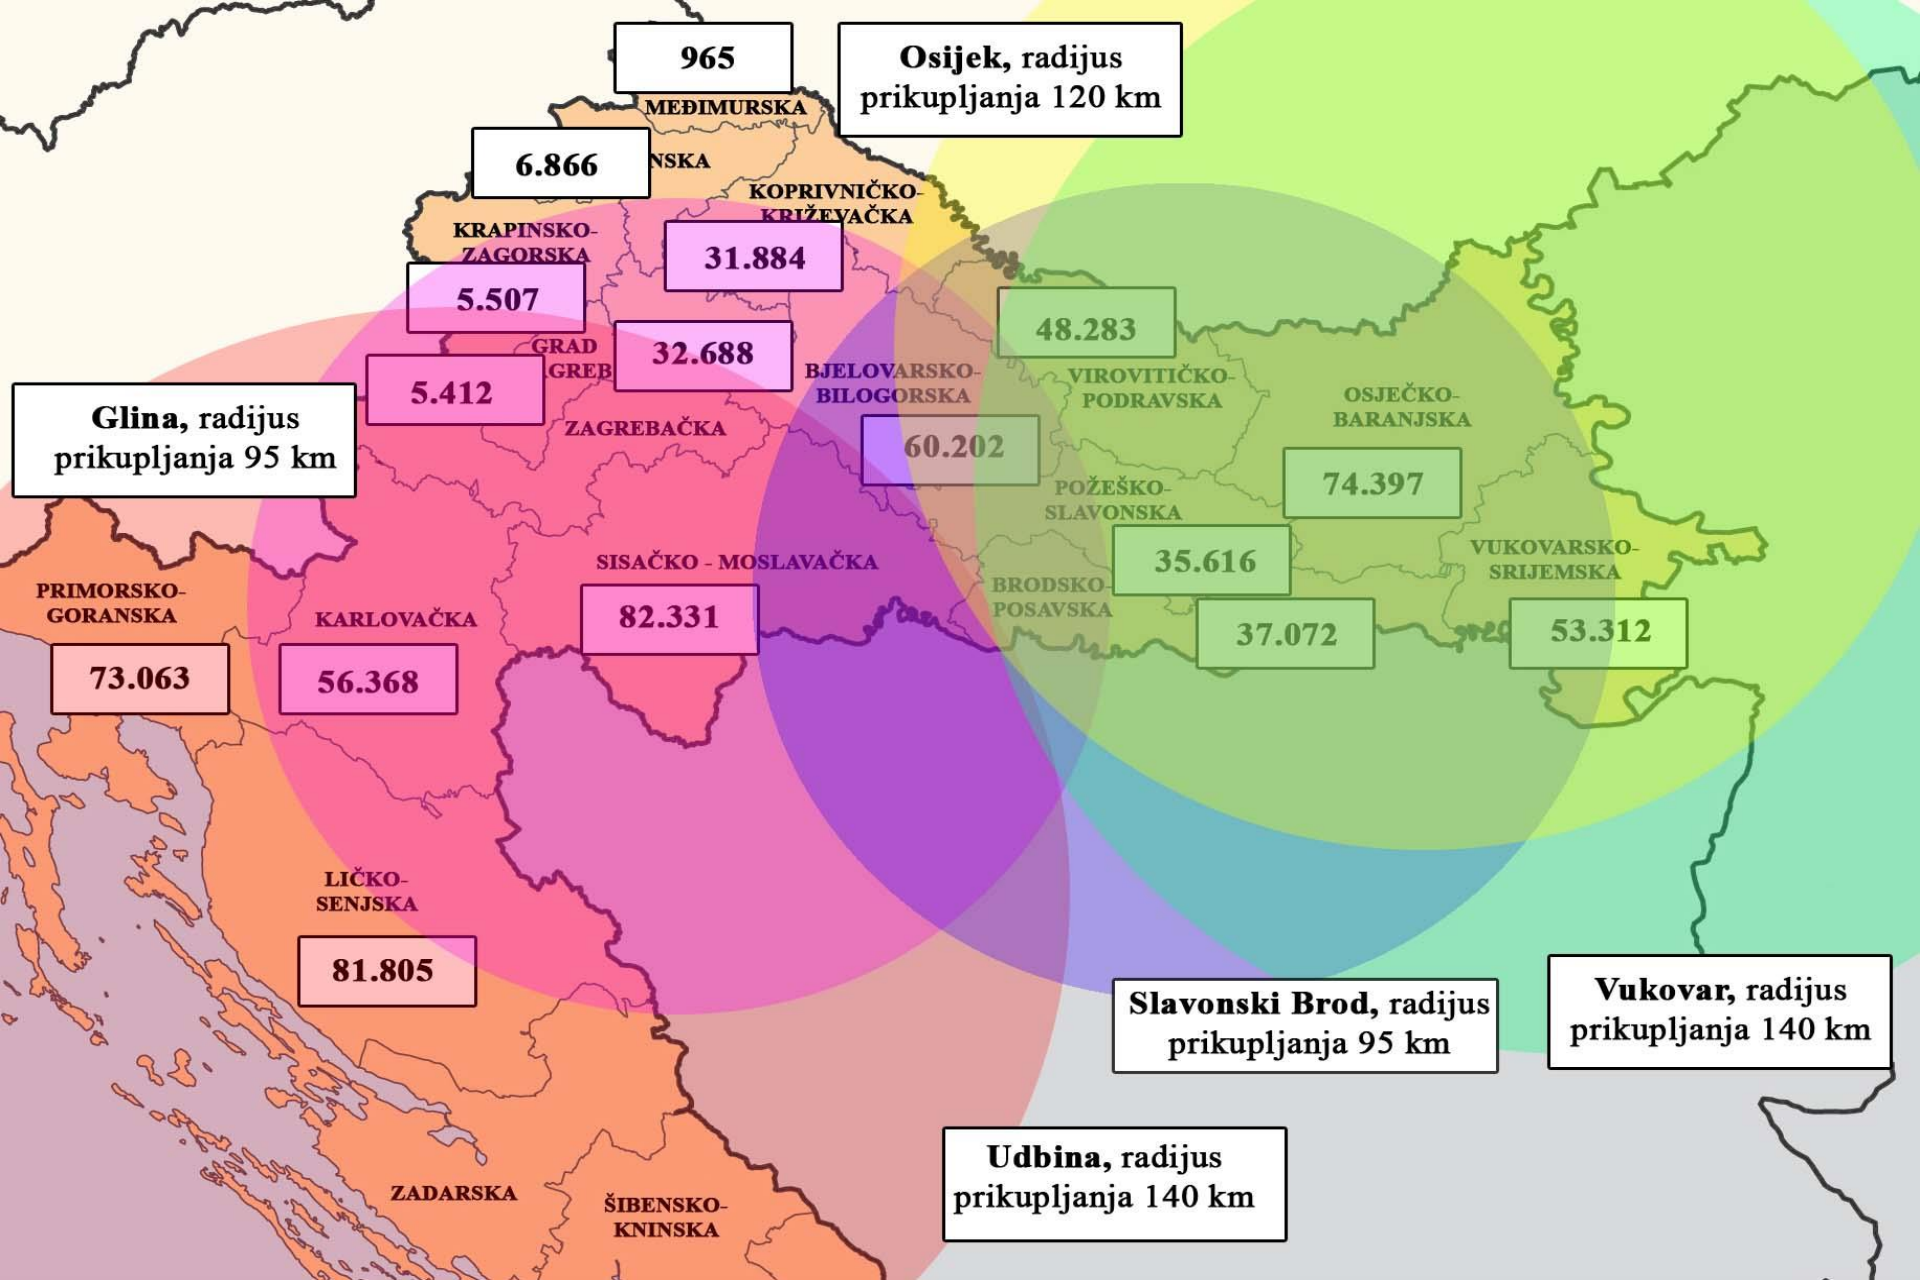 965
Osijek, radijus
prikupljanja 120 km
MEĐIMURSKA
6.866
NSKA
KOPRIVNIČKO-
KRIŽEVAČKA
KRAPINSKO-
ZAGORSKA
31.884
5.507
48.283
GRAD
AGREB
32.688
5.412
BJELOVARSKO-
BILOGORSKA
VIROVITIČKO-
PODRAVSKA
OSJEČKO-
BARANJSKA
Glina, radijus
prikupljanja 95 km
ZAGREBAČKA
60.202
74.397
POŽEŠKO-
SLAVONSKA
SISAČKO - MOSLAVAČKA
35.616
VUKOVARSKO-
SRIJEMSKA
PRIMORSKO-
GORANSKA
KARLOVAČKA
82.331
BRODSKO-
POSAVSKA
37.072
53.312
73.063
56.368
LIČKO-
SENJSKA
81.805
Slavonski Brod, radijus
prikupljanja 95 km
Vukovar, radijus
prikupljanja 140 km
Udbina, radijus
prikupljanja 140 km
ZADARSKA
ŠIBENSKO-
KNINSKA